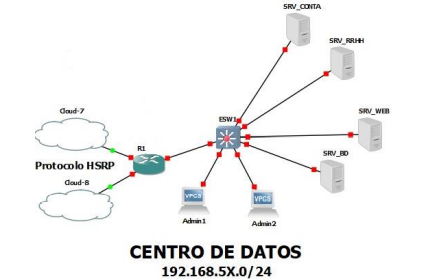 SRV_CONTA
SRV_RRHH
Cloud-7
ESW1
SRV_WEB
R1
Protocolo HSRP
SRV_BD
Cloud-8
VPCS
VPCS
Admin1
Admin2
CENTRO DE DATOS
192.168.5X.0/24